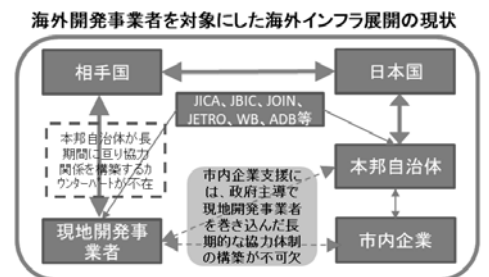 海外開発事業者を対象にした海外インフラ展開の現状
相手国
日本国
JICA、JBIC、JOIN、
JETRO、WB、ADB等
本邦自治体が長
期間に亘り協力
関係を構築するカ
ウンターパートが不在
本邦自治体
市内企業支援に
は、政府主導で
現地開発事業者
を巻き込んだ長
期的な協力体制
の構築が不可欠
現地開発事
業者
市内企業